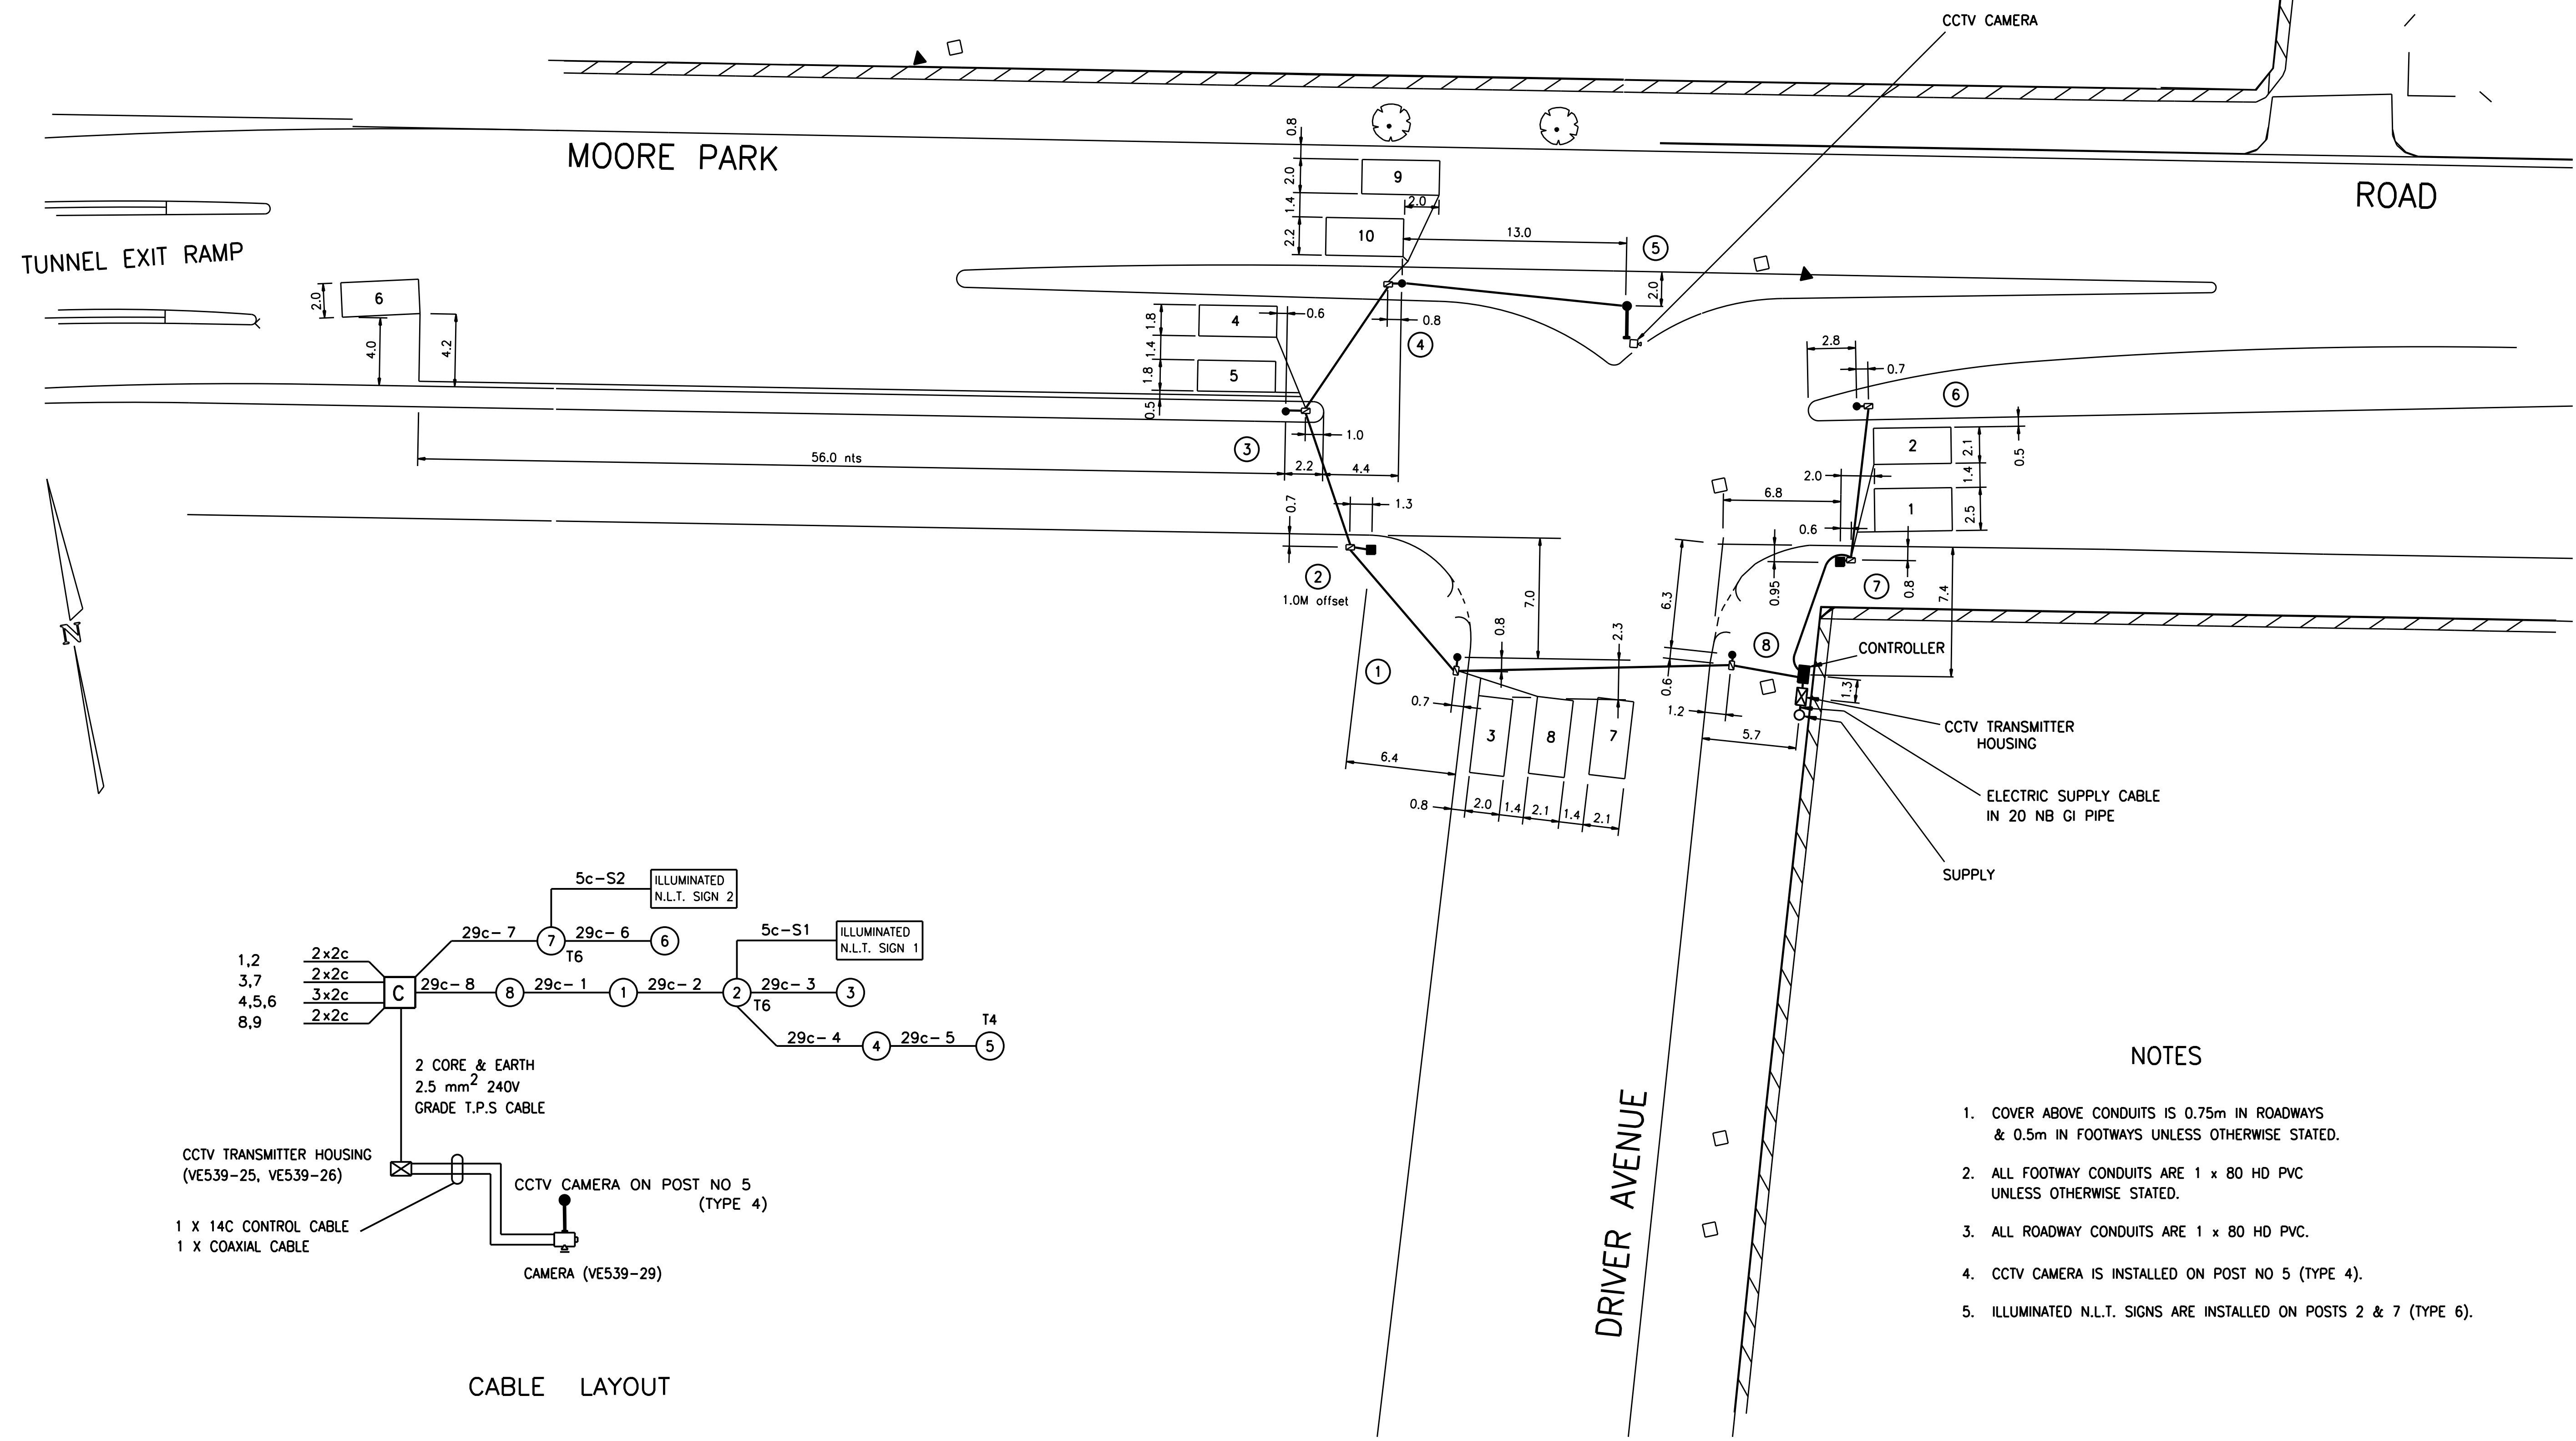 CCTV CAMERA
MOORE PARK
ROAD
TUNNEL EXIT RAMP
0.8
2.0
1.4
2.2
9
2.0
10
13.0
5
2.0
6
2.0
4.0
4.2
1.8
1.4
1.8
0.5
4
5
0.6
0.8
4
2.8
0.7
6
3
1.0
56.0 nts
2.2
4.4
2
2.1
1.4
2.5
0.5
2.0
1
6.8
0.6
0.7
1.3
2
1.0M offset
7.0
6.3
0.95
7
0.8
7.4
N
1
0.8
2.3
0.6
8
CONTROLLER
1.3
0.7
1.2
5.7
6.4
3
8
7
0.8
2.0
1.4
2.1
1.4
2.1
CCTV TRANSMITTER
HOUSING
ELECTRIC SUPPLY CABLE
IN 20 NB GI PIPE
SUPPLY
DRIVER AVENUE
5c-S2
ILLUMINATED
N.L.T. SIGN 2
29c- 7
7
29c- 6
6
T6
5c-S1
ILLUMINATED
N.L.T. SIGN 1
1,2
2x2c
3,7
2x2c
4,5,6
3x2c
8,9
2x2c
C
29c- 8
8
29c- 1
1
29c- 2
2
29c- 3
3
T6
29c- 4
4
29c- 5
5
T4
2 CORE & EARTH
2.5 mm2 240V
GRADE T.P.S CABLE
CCTV TRANSMITTER HOUSING
(VE539-25, VE539-26)
CCTV CAMERA ON POST NO 5
(TYPE 4)
1 X 14C CONTROL CABLE
1 X COAXIAL CABLE
CAMERA (VE539-29)
CABLE LAYOUT
NOTES
1. COVER ABOVE CONDUITS IS 0.75m IN ROADWAYS
& 0.5m IN FOOTWAYS UNLESS OTHERWISE STATED.
2. ALL FOOTWAY CONDUITS ARE 1 x 80 HD PVC
UNLESS OTHERWISE STATED.
3. ALL ROADWAY CONDUITS ARE 1 x 80 HD PVC.
4. CCTV CAMERA IS INSTALLED ON POST NO 5 (TYPE 4).
5. ILLUMINATED N.L.T. SIGNS ARE INSTALLED ON POSTS 2 & 7 (TYPE 6).